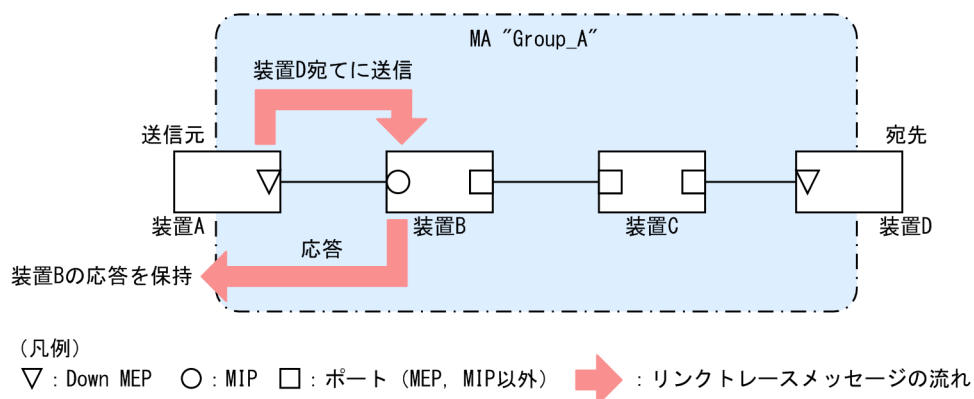 MA "Group_A"
装置D宛てに送信
送信元
宛先
装置A
装置B
装置C
装置D
応答
装置Bの応答を保持
(凡例)
▽：Down MEP ○：MIP □：ポート（MEP, MIP以外） ：リンクトレースメッセージの流れ